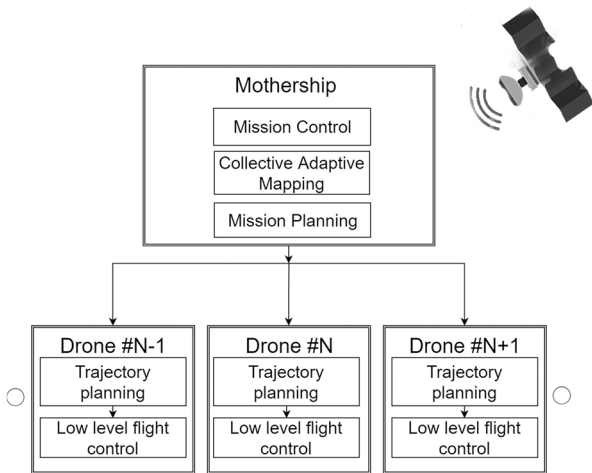 Mothership
Mission Control
Collective Adaptive
Mapping
Mission Planning
Drone #N-1
Trajectory
planning
Low level flight
control
Drone #N
Trajectory
planning
Low level flight
control
Drone #N+1
Trajectory
planning
Low level flight
control